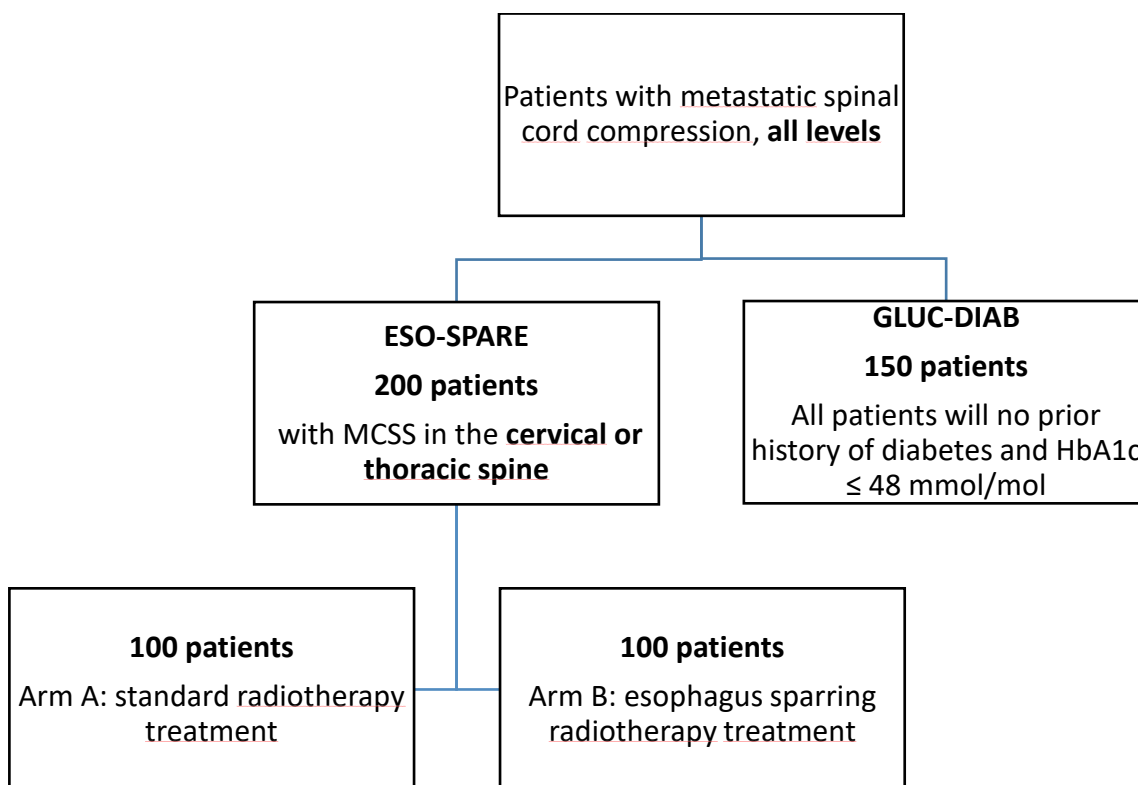 Patients with metastatic spinal
cord compression, all levels
ESO-SPARE
200 patients
with MCSS in the cervical or
thoracic spine
GLUC-DIAB
150 patients
All patients will no prior
history of diabetes and HbA1c
≤ 48 mmol/mol
100 patients
Arm A: standard radiotherapy
treatment
100 patients
Arm B: esophagus sparring
radiotherapy treatment